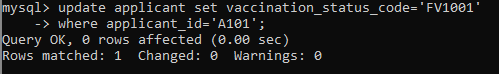 mysql> update applicant set vaccination_status_code='FV1001'
    -> where applicant_id='A101';
Query OK, 0 rows affected (0.00 sec)
Rows matched: 1  Changed: 0  Warnings: 0